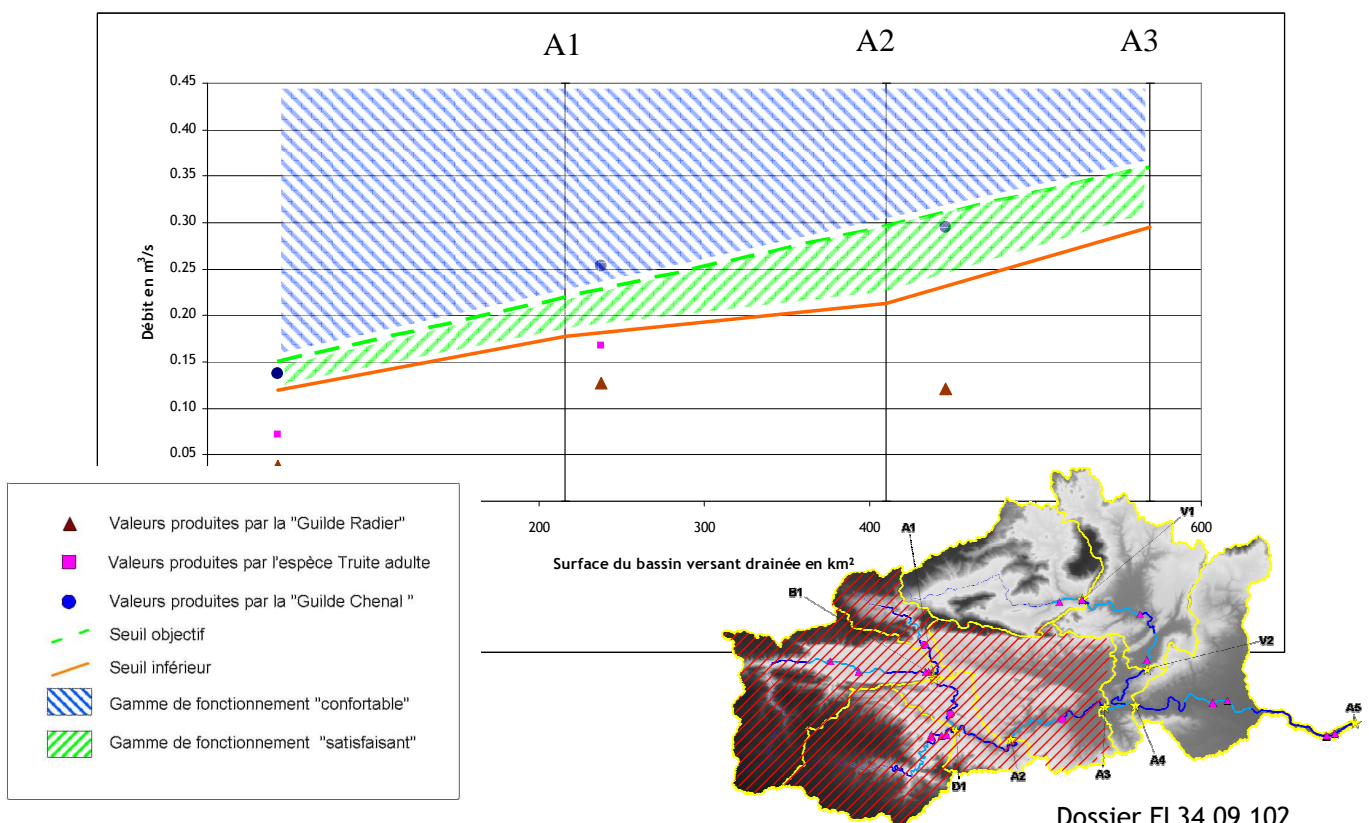 A1
A2
A3
0.45
0.40
0.35
0.30
0.25
0.20
0.15
0.10
0.05
Débit en m³/s
200
300
400
600
Surface du bassin versant drainée en km²
Valeurs produites par la "Guilde Radier"
Valeurs produites par l'espèce Truite adulte
Valeurs produites par la "Guilde Chenal "
Seuil objectif
Seuil inférieur
Gamme de fonctionnement "confortable"
Gamme de fonctionnement "satisfaisant"
V1
A1
B1
V2
A5
D1
A2
A3
A4
Dossier EI 34 09 102